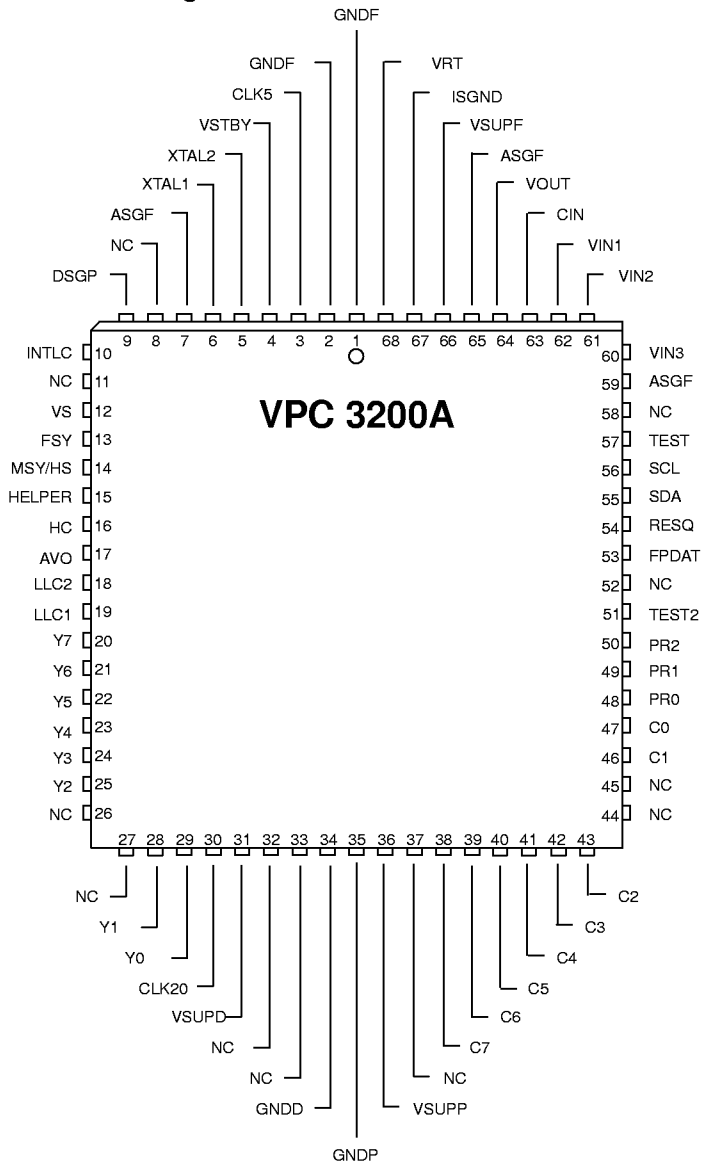 GNDF
GNDF VRT
CLK5 ISGND
VSTBY VSUPF
XTAL2 ASGF
XTAL1 VOUT
ASGF CIN
NC VIN1
DSGP VIN2
9 8 7 6 5 4 3 2 1 68 67 66 65 64 63 62 61
INTLC 10 60 VIN3
NC 11 59 ASGF
VPC 3200A
VS 12 58 NC
FSY 13 57 TEST
MSY/HS 14 56 SCL
HELPER 15 55 SDA
HC 16 54 RESQ
AVO 17 53 FPDAT
LLC2 18 52 NC
LLC1 19 51 TEST2
Y7 20 50 PR2
Y6 21 49 PR1
Y5 22 48 PR0
Y4 23 47 C0
Y3 24 46 C1
Y2 25 45 NC
NC 26 44 NC
27 28 29 30 31 32 33 34 35 36 37 38 39 40 41 42 43
NC C2
Y1 C3
Y0 C4
CLK20 C5
VSUPD C6
NC C7
NC NC
GNDD VSUPP
GNDP